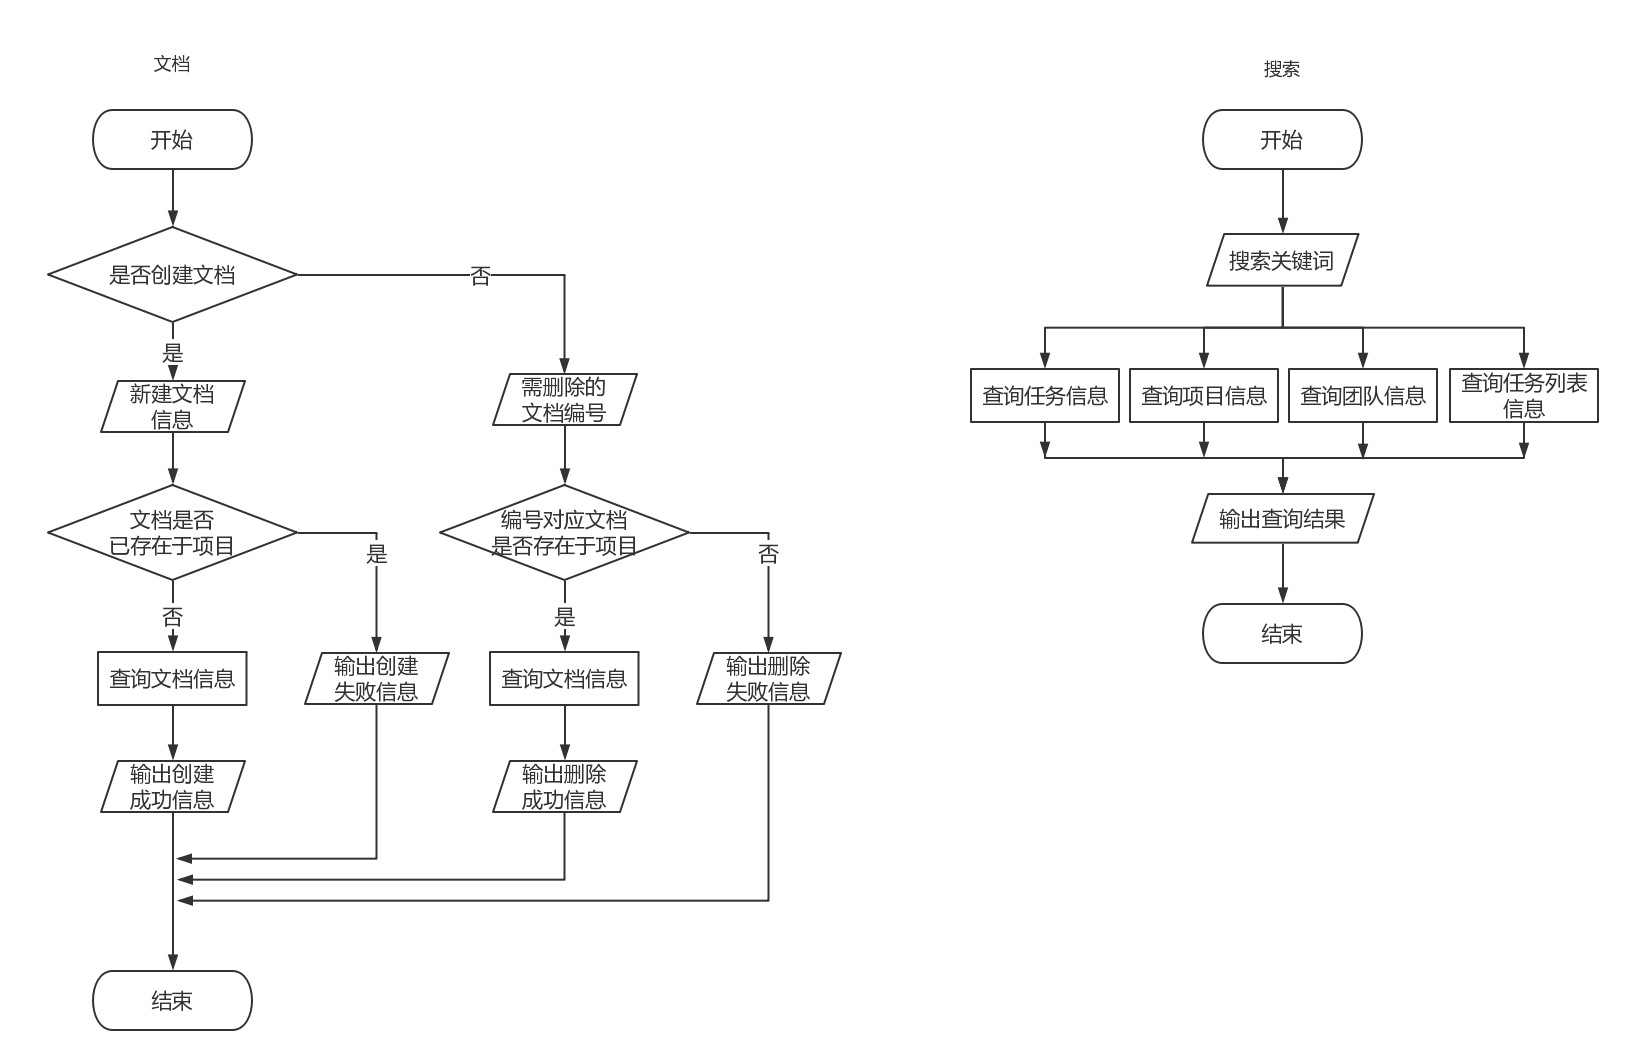 文档
开始
是否创建文档
否
是
新建文档
信息
需删除的
文档编号
文档是否
已存在于项目
是
编号对应文档
是否存在于项目
否
否
是
查询文档信息
输出创建
失败信息
查询文档信息
输出删除
失败信息
输出创建
成功信息
输出删除
成功信息
结束
搜索
开始
搜索关键词
查询任务信息
查询项目信息
查询团队信息
查询任务列表
信息
输出查询结果
结束